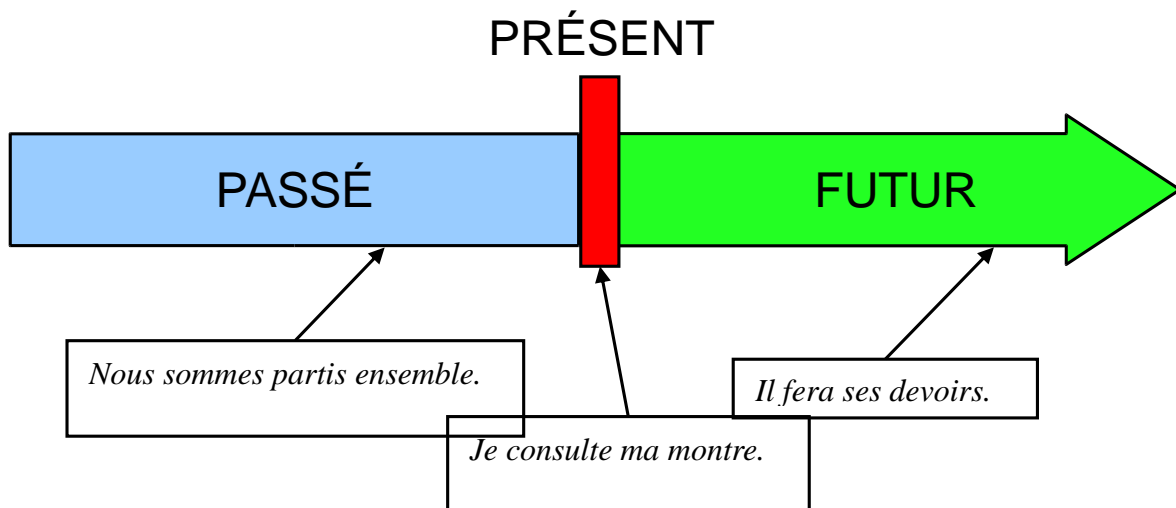 PRÉSENT
PASSÉ
FUTUR
Nous sommes partis ensemble.
Il fera ses devoirs.
Je consulte ma montre.